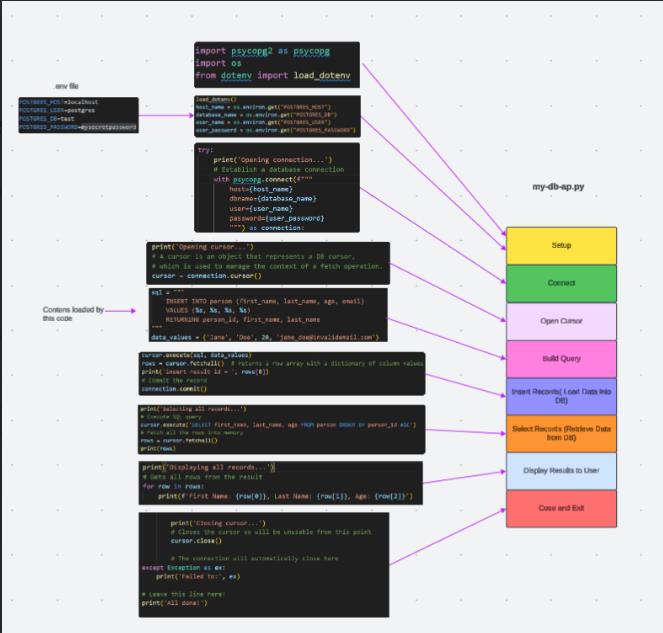 import psycopg2 as psycopg
import os
from dotenv import load_dotenv
.env file
POSTGRES_HOST=localhost
POSTGRES_USER=postgres
POSTGRES_DB=test
POSTGRES_PASSWORD=mysecretpassword
load_dotenv()
host_name = os.environ.get("POSTGRES_HOST")
database_name = os.environ.get("POSTGRES_DB")
user_name = os.environ.get("POSTGRES_USER")
user_password = os.environ.get("POSTGRES_PASSWORD")
try:
print('Opening connection...')
# Establish a database connection
with psycopg.connect(f"""
host={host_name}
dbname={database_name}
user={user_name}
password={user_password}
""") as connection:
print('Opening cursor...')
# A cursor is an object that represents a DB cursor,
# which is used to manage the context of a fetch operation.
cursor = connection.cursor()
Contens loaded by
this code
sql = """
INSERT INTO person (first_name, last_name, age, email)
VALUES (%s, %s, %s, %s)
RETURNING person_id, first_name, last_name
"""
data_values = ('Jane', 'Doe', 20, 'jane_doe@invalidemail.com')
cursor.execute(sql, data_values)
rows = cursor.fetchall() # returns a row array with a dictionary of column values
print('insert result id = ', rows[0])
# Commit the record
connection.commit()
print('Selecting all records...')
# Execute SQL query
cursor.execute('SELECT first_name, last_name, age FROM person ORDER BY person_id ASC')
# Fetch all the rows into memory
rows = cursor.fetchall()
print(rows)
print('Displaying all records...')
# Gets all rows from the result
for row in rows:
print(f'First Name: {row[0]}, Last Name: {row[1]}, Age: {row[2]}')
print('Closing cursor...')
# Closes the cursor so will be unusable from this point
cursor.close()
# The connection will automatically close here
except Exception as ex:
print('Failed to:', ex)
# Leave this line here!
print('All done!')
my-db-ap.py
Setup
Connect
Open Cursor
Build Query
Insert Records( Load Data Into
DB)
Select Records (Retrieve Data
from DB)
Display Results to User
Cose and Exit